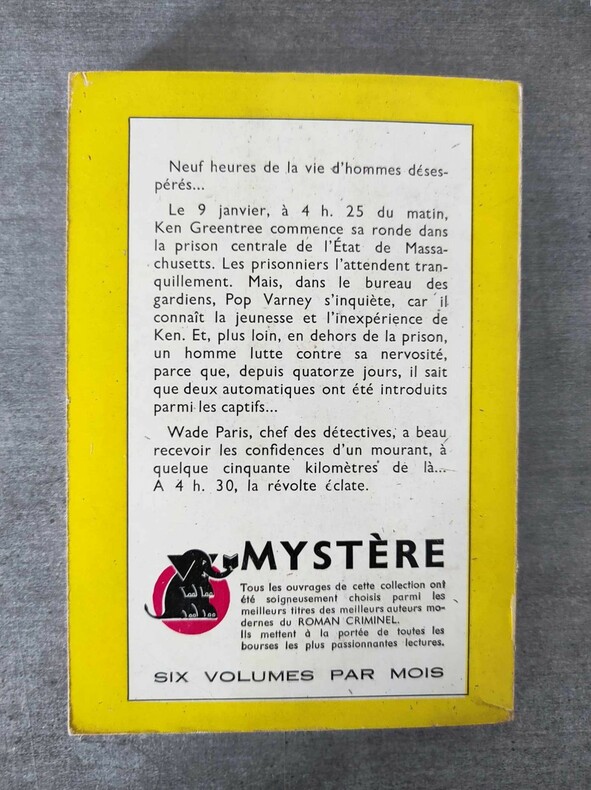 Neuf heures de la vie d'hommes déses-
pérés...
Le 9 janvier, à 4 h. 25 du matin,
Ken Greentree commence sa ronde dans
la prison centrale de l'État de Massa-
chusetts. Les prisonniers l'attendent tran-
quillement. Mais, dans le bureau des
gardiens, Pop Varney s'inquiète, car il
connaît la jeunesse et l'inexpérience de
Ken. Et, plus loin, en dehors de la prison,
un homme lutte contre sa nervosité,
parce que, depuis quatorze jours, il sait
que deux automatiques ont été introduits
parmi les captifs...
Wade Paris, chef des détectives, a beau
recevoir les confidences d'un mourant, à
quelque cinquante kilomètres de là...
A 4 h. 30, la révolte éclate.
MYSTÈRE
Tous les ouvrages de cette collection ont
été soigneusement choisis parmi les
meilleurs titres des meilleurs auteurs mo-
dernes du ROMAN CRIMINEL.
Ils mettent à la portée de toutes les
bourses les plus passionnantes lectures.
SIX VOLUMES PAR MOIS